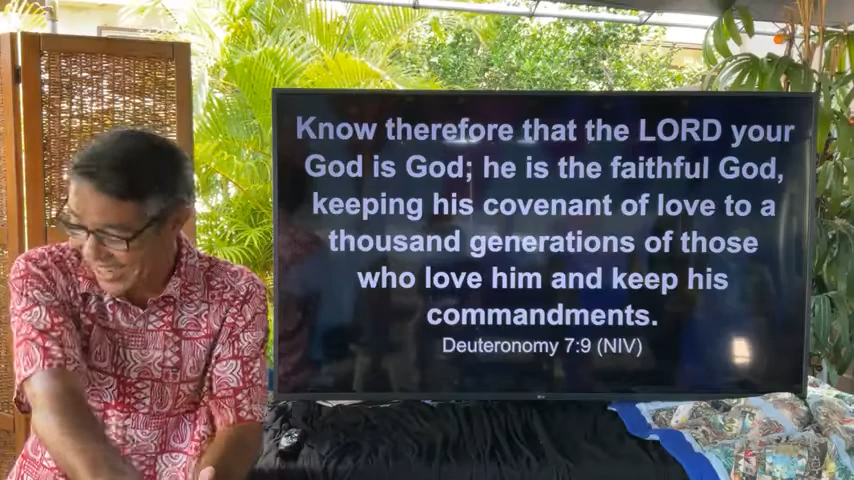 Know therefore that the LORD your
God is God; he is the faithful God,
keeping his covenant of love to a
thousand generations of those
who love him and keep his
commandments.
Deuteronomy 7:9 (NIV)